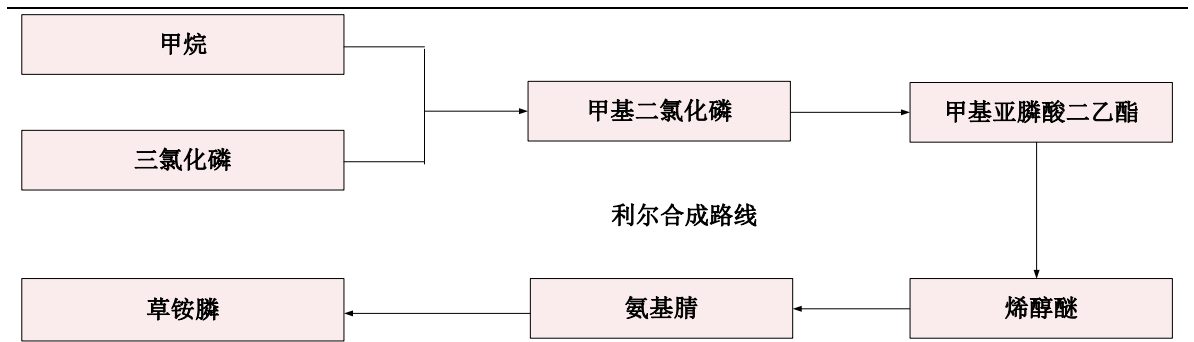 甲烷
三氯化磷
甲基二氯化磷
甲基亚膦酸二乙酯
利尔合成路线
烯醇醚
氨基腈
草铵膦